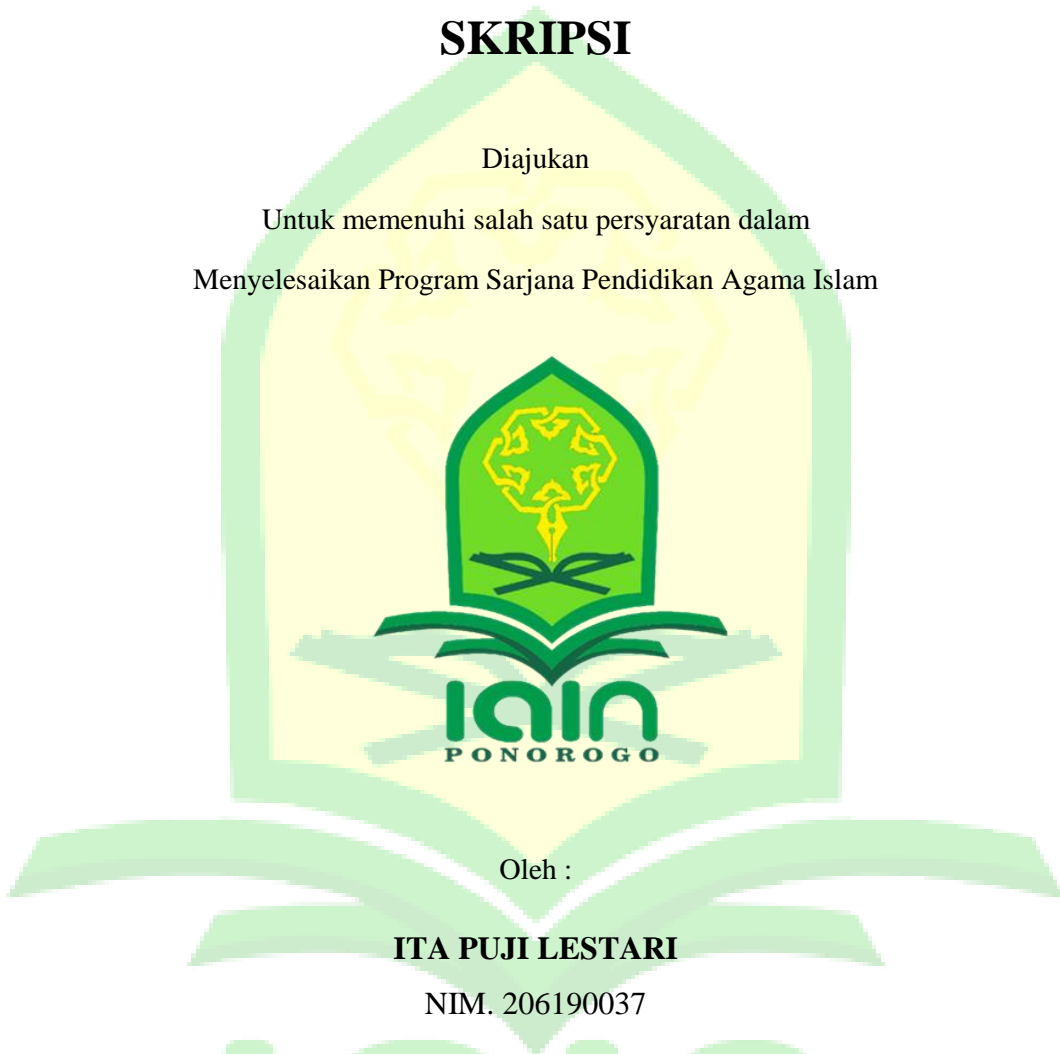 SKRIPSI
Diajukan
Untuk memenuhi salah satu persyaratan dalam
Menyelesaikan Program Sarjana Pendidikan Agama Islam
iain
PONOROGO
Oleh :
ITA PUJI LESTARI
NIM. 206190037